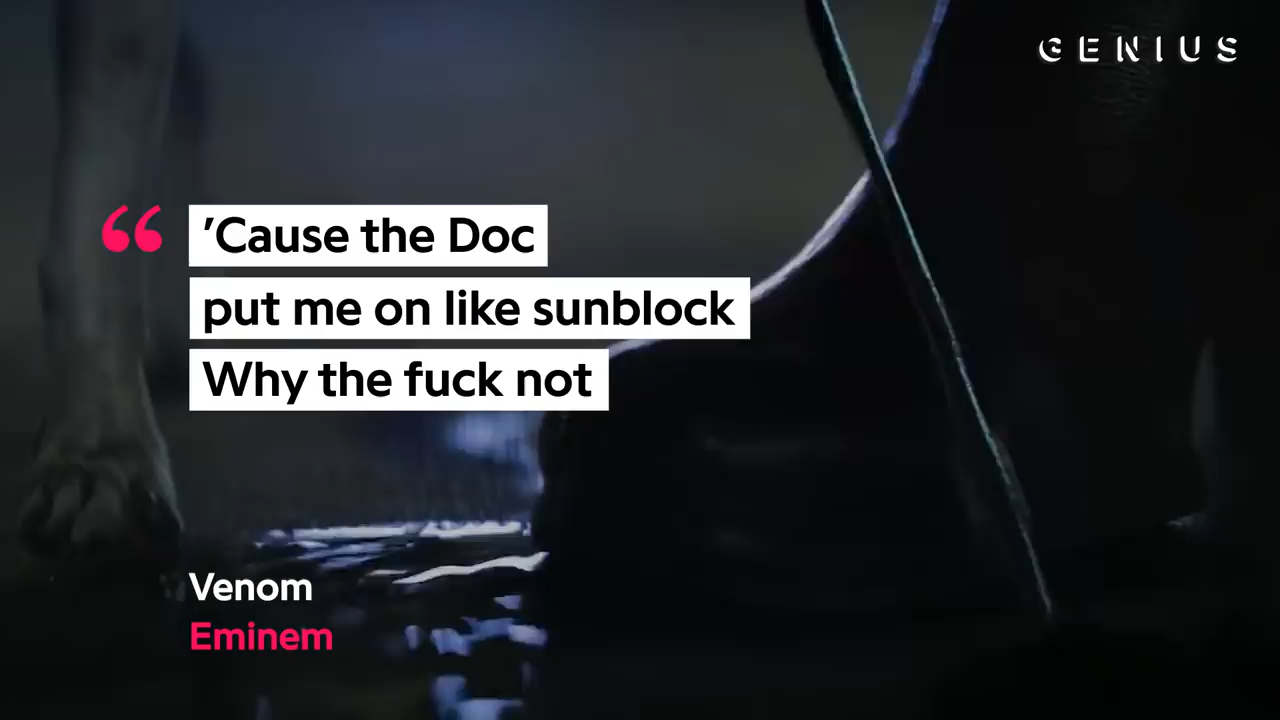 GENIUS
“ ’Cause the Doc
put me on like sunblock
Why the fuck not
Venom
Eminem